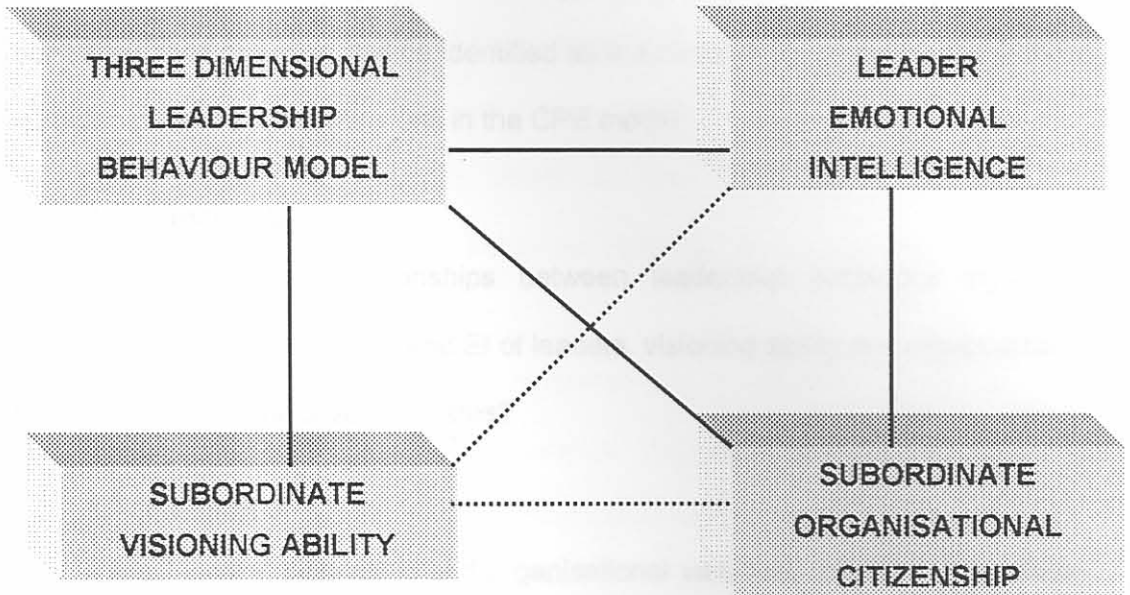 THREE DIMENSIONAL
LEADERSHIP
BEHAVIOUR MODEL
LEADER
EMOTIONAL
INTELLIGENCE
SUBORDINATE
VISIONING ABILITY
SUBORDINATE
ORGANISATIONAL
CITIZENSHIP